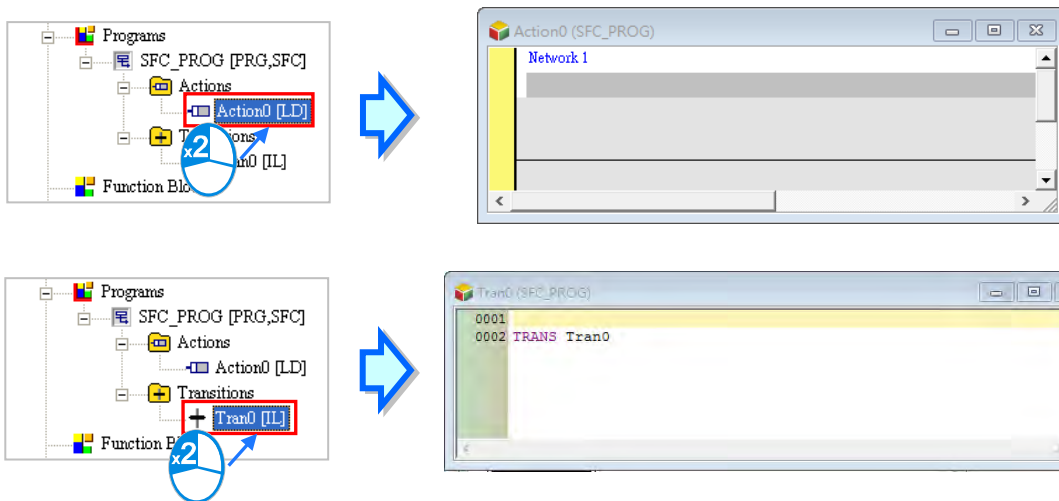 Programs
SFC_PROG [PRG,SFC]
Actions
Action0 [LD]
x2
[IL]
Function
Action0 (SFC_PROG)
Network 1
Programs
SFC_PROG [PRG,SFC]
Actions
Action0 [LD]
Transitions
Tran0 [IL]
Function
x2
Tran0 (SFC_PROG)
0001
0002 TRANS Tran0